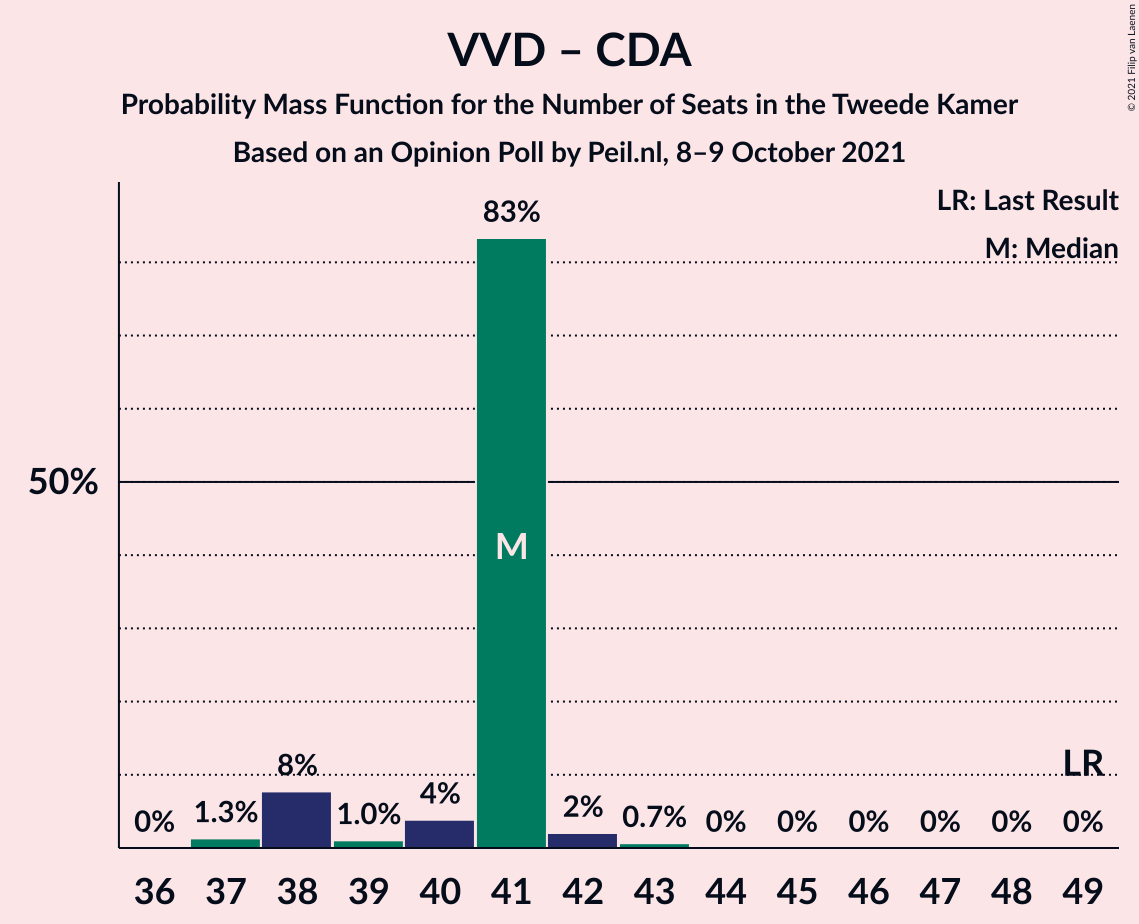 VVD – CDA
Probability Mass Function for the Number of Seats in the Tweede Kamer
Based on an Opinion Poll by Peil.nl, 8–9 October 2021
© 2021 Filip van Laenen
LR: Last Result
M: Median
83%
50%
M
LR
0% 1.3% 8% 1.0% 4% 2% 0.7% 0% 0% 0% 0% 0% 0%
36 37 38 39 40 41 42 43 44 45 46 47 48 49